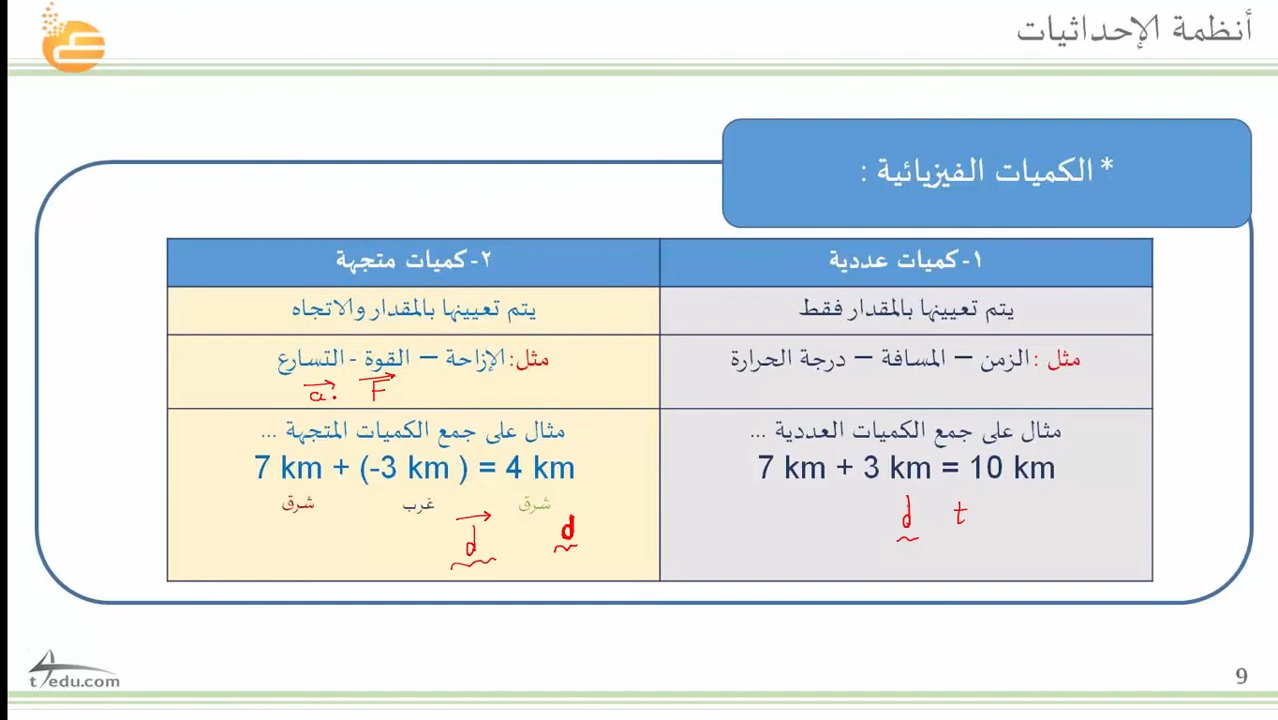 أنظمة الإحداثيات
* الكميات الفيزيائية :
١- كميات عددية
٢- كميات متجهة
يتم تعيينها بالمقدار فقط
يتم تعيينها بالمقدار والاتجاه
مثل : الزمن – المسافة – درجة الحرارة
مثل: الإزاحة – القوة - التسارع
a F
مثال على جمع الكميات العددية ...
7 km + 3 km = 10 km
d t
مثال على جمع الكميات المتجهة ...
7 km + (-3 km ) = 4 km
شرق غرب شرق
d d
t/edu.com
9